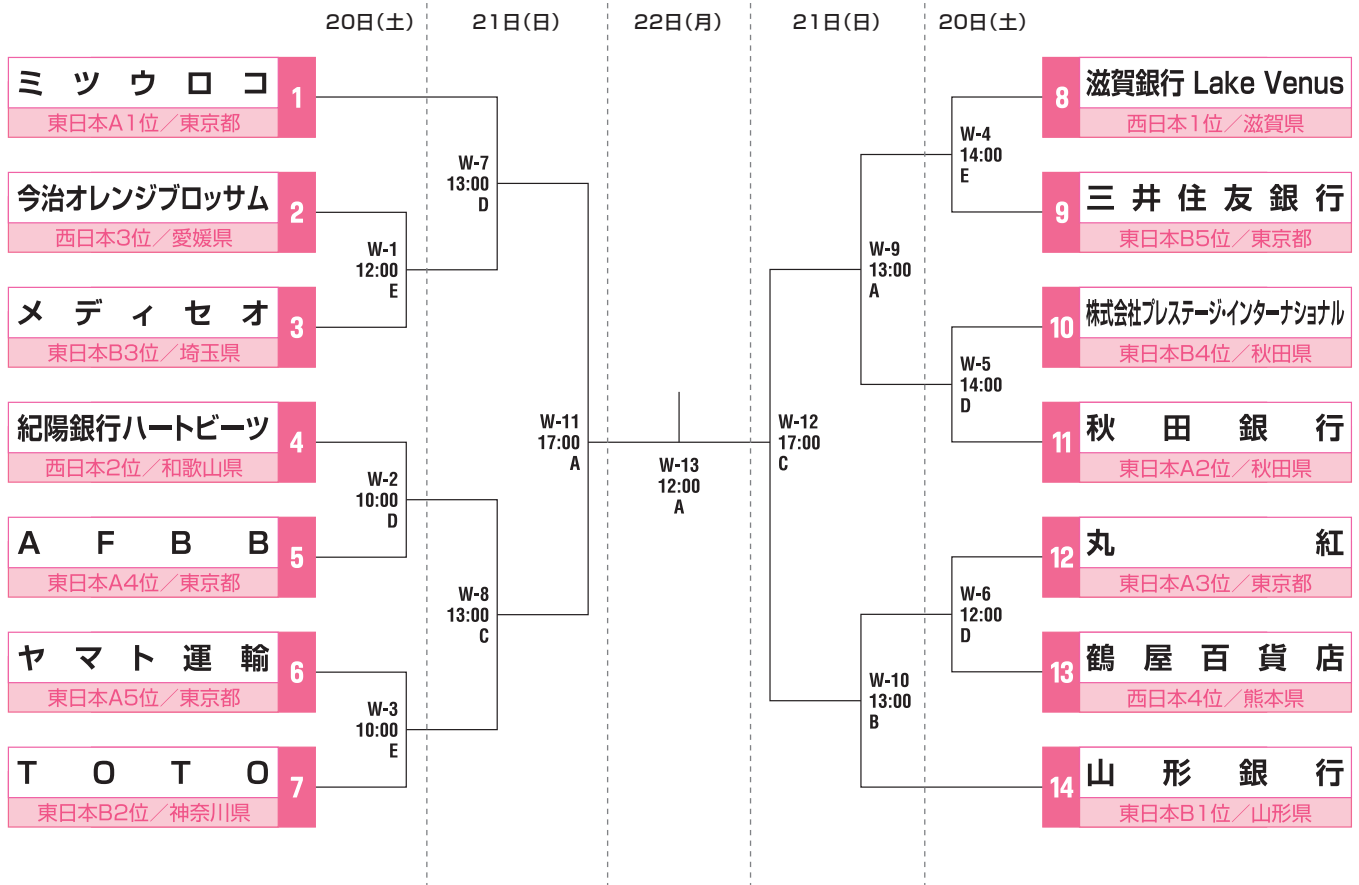 20日(土)
21日(日)
22日(月)
21日(日)
20日(土)
ミツウロコ
1
東日本A1位／東京都
今治オレンジブロッサム
2
西日本3位／愛媛県
メディセオ
3
東日本B3位／埼玉県
紀陽銀行ハートビーツ
4
西日本2位／和歌山県
AFBB
5
東日本A4位／東京都
ヤマト運輸
6
東日本A5位／東京都
TOTO
7
東日本B2位／神奈川県
W-1
12:00
E
W-2
10:00
D
W-3
10:00
E
W-7
13:00
D
W-8
13:00
C
W-11
17:00
A
W-13
12:00
A
W-12
17:00
C
W-9
13:00
A
W-10
13:00
B
W-4
14:00
E
W-5
14:00
D
W-6
12:00
D
8
滋賀銀行 Lake Venus
西日本1位／滋賀県
9
三井住友銀行
東日本B5位／東京都
10
株式会社プレステージ・インターナショナル
東日本B4位／秋田県
11
秋田銀行
東日本A2位／秋田県
12
丸紅
東日本A3位／東京都
13
鶴屋百貨店
西日本4位／熊本県
14
山形銀行
東日本B1位／山形県